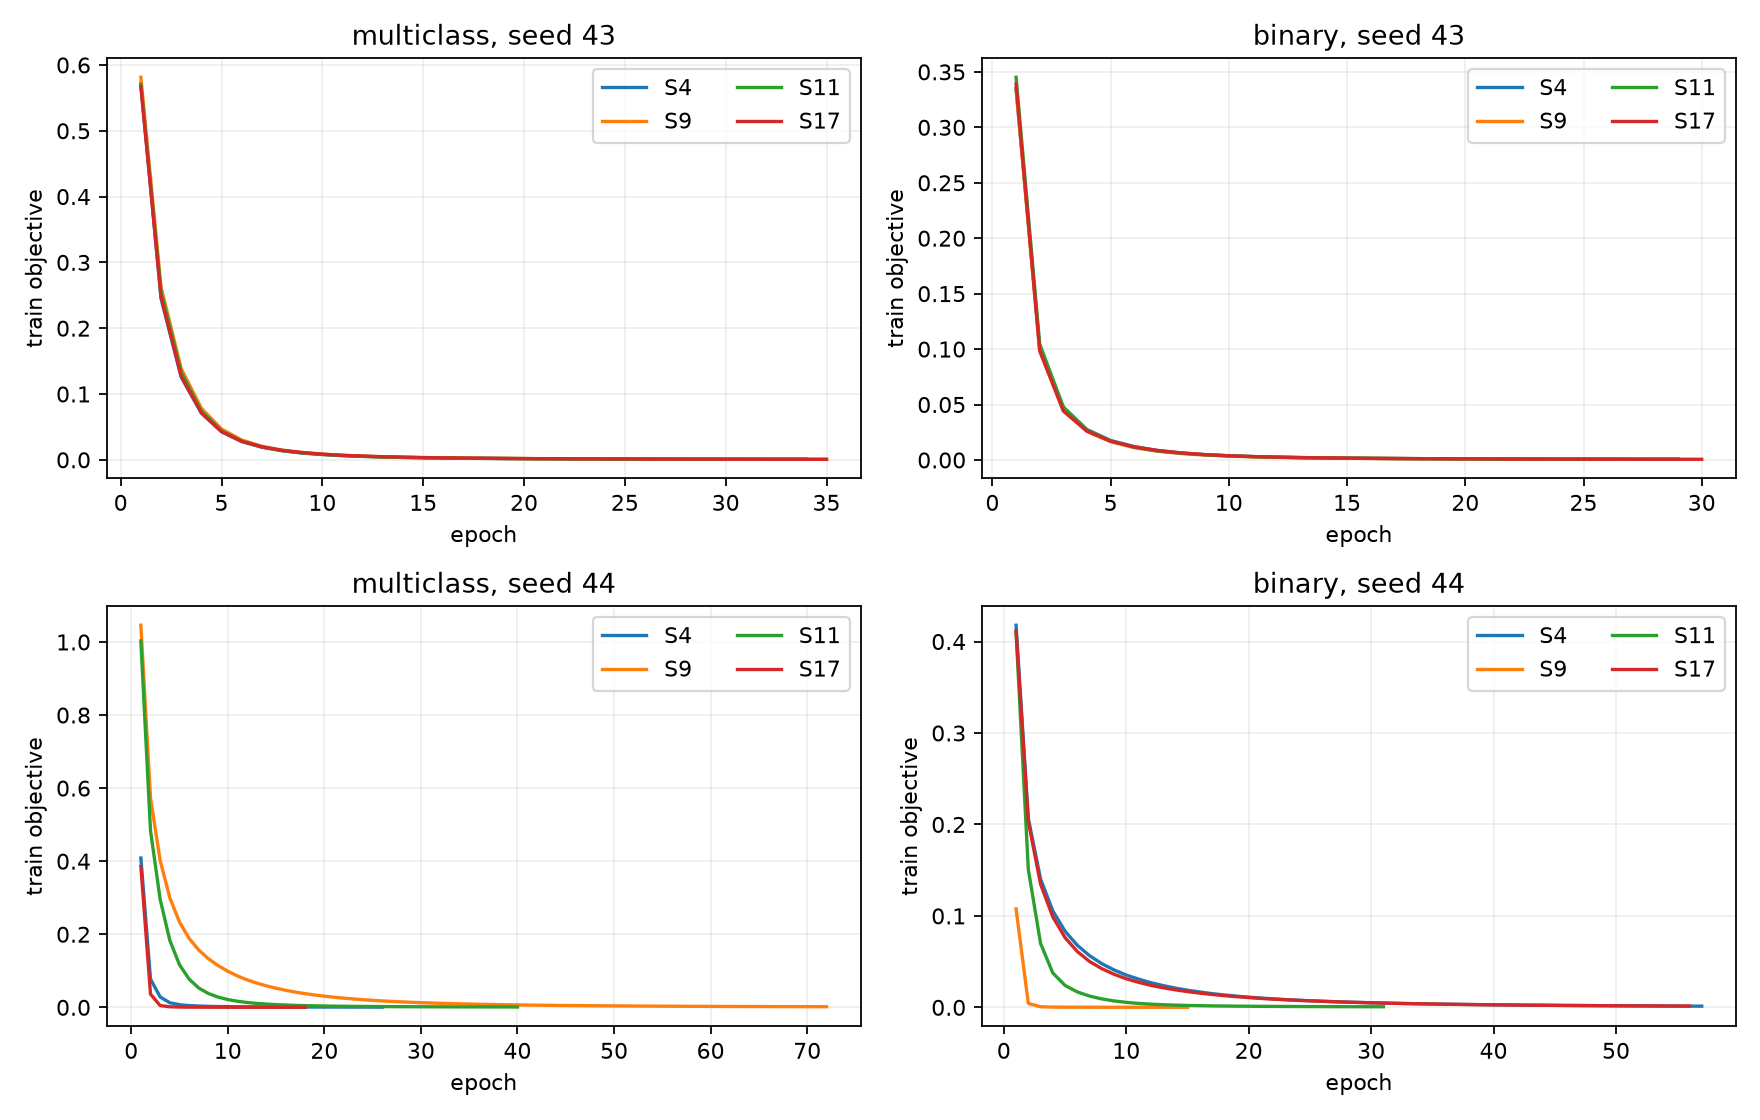 multiclass, seed 43
train objective
0.6
0.5
0.4
0.3
0.2
0.1
0.0
S4 S11
S9 S17
0 5 10 15 20 25 30 35
epoch
binary, seed 43
train objective
0.35
0.30
0.25
0.20
0.15
0.10
0.05
0.00
S4 S11
S9 S17
0 5 10 15 20 25 30
epoch
multiclass, seed 44
train objective
1.0
0.8
0.6
0.4
0.2
0.0
S4 S11
S9 S17
0 10 20 30 40 50 60 70
epoch
binary, seed 44
train objective
0.4
0.3
0.2
0.1
0.0
S4 S11
S9 S17
0 10 20 30 40 50
epoch